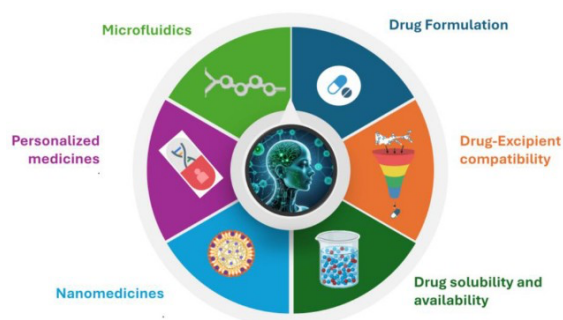 Microfluidics
Drug Formulation
Personalized
medicines
Drug-Excipient
compatibility
Nanomedicines
Drug solubility and
availability